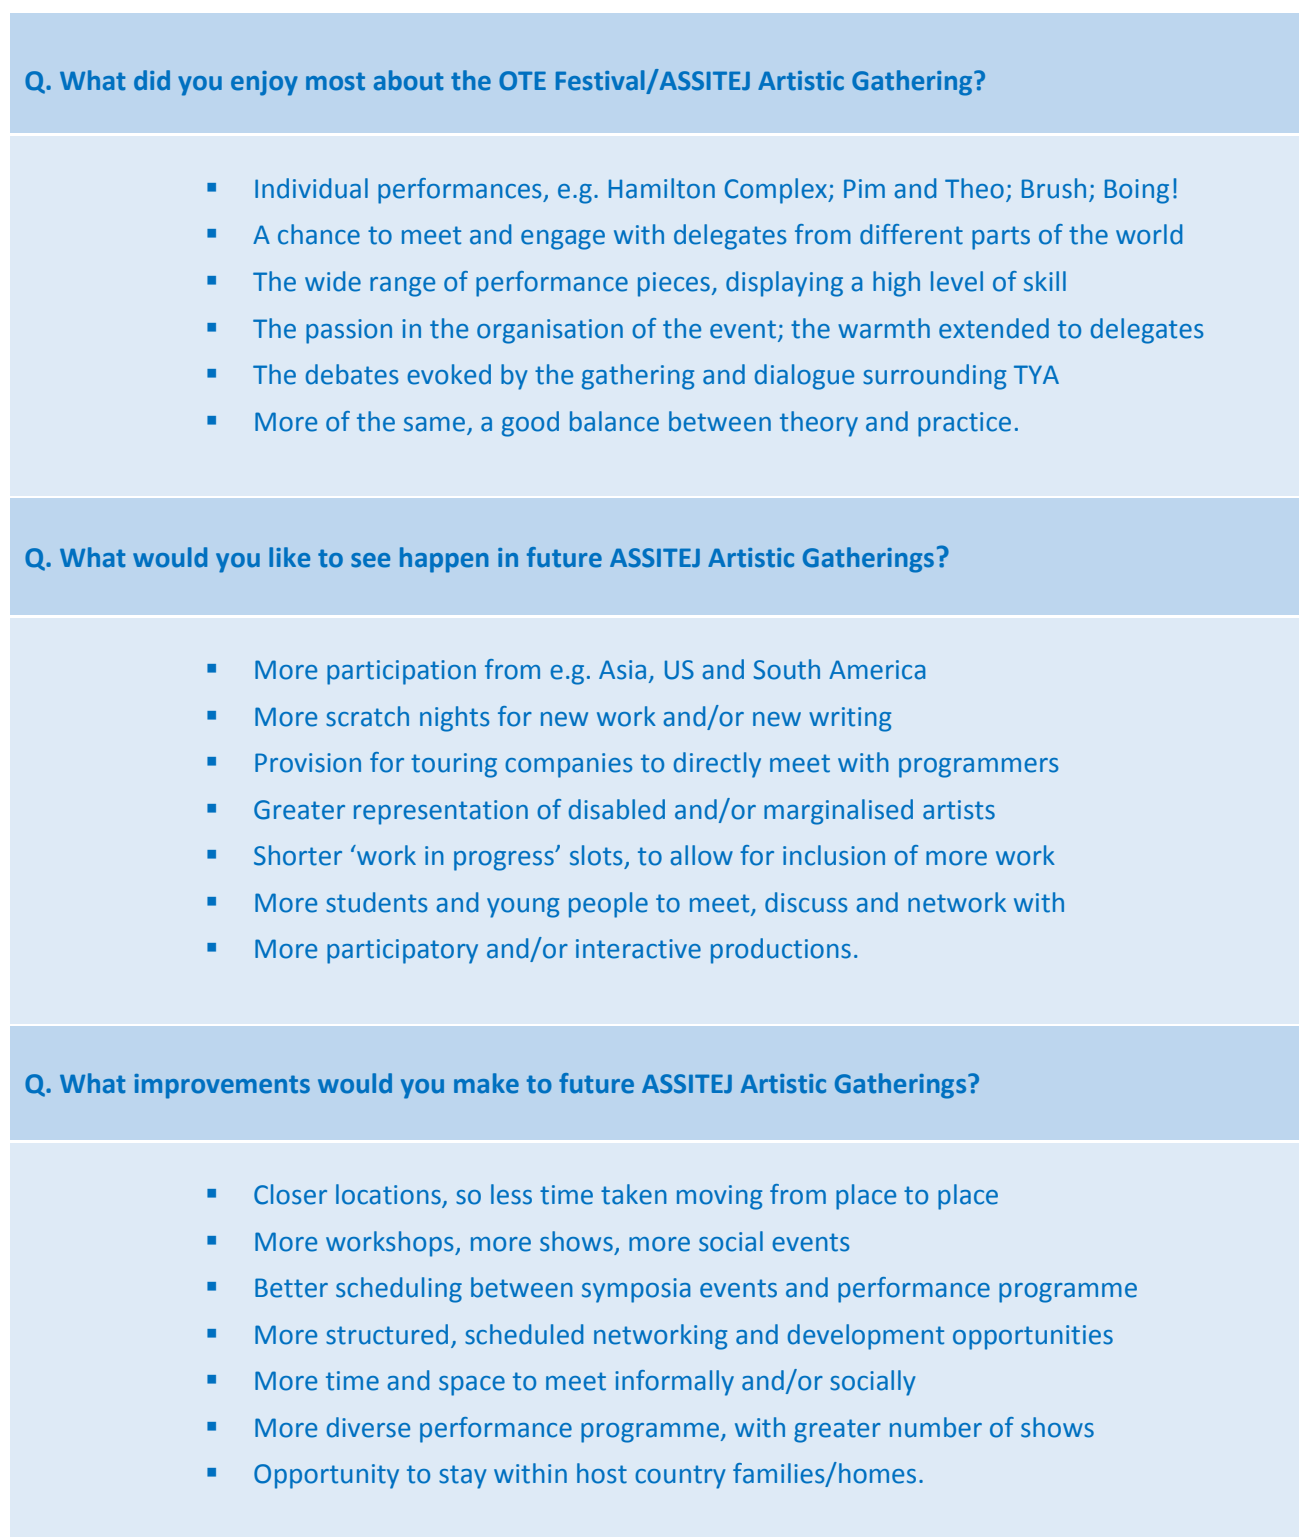 Q. What did you enjoy most about the OTE Festival/ASSITEJ Artistic Gathering?
▪ Individual performances, e.g. Hamilton Complex; Pim and Theo; Brush; Boing!
▪ A chance to meet and engage with delegates from different parts of the world
▪ The wide range of performance pieces, displaying a high level of skill
▪ The passion in the organisation of the event; the warmth extended to delegates
▪ The debates evoked by the gathering and dialogue surrounding TYA
▪ More of the same, a good balance between theory and practice.
Q. What would you like to see happen in future ASSITEJ Artistic Gatherings?
▪ More participation from e.g. Asia, US and South America
▪ More scratch nights for new work and/or new writing
▪ Provision for touring companies to directly meet with programmers
▪ Greater representation of disabled and/or marginalised artists
▪ Shorter ‘work in progress’ slots, to allow for inclusion of more work
▪ More students and young people to meet, discuss and network with
▪ More participatory and/or interactive productions.
Q. What improvements would you make to future ASSITEJ Artistic Gatherings?
▪ Closer locations, so less time taken moving from place to place
▪ More workshops, more shows, more social events
▪ Better scheduling between symposia events and performance programme
▪ More structured, scheduled networking and development opportunities
▪ More time and space to meet informally and/or socially
▪ More diverse performance programme, with greater number of shows
▪ Opportunity to stay within host country families/homes.